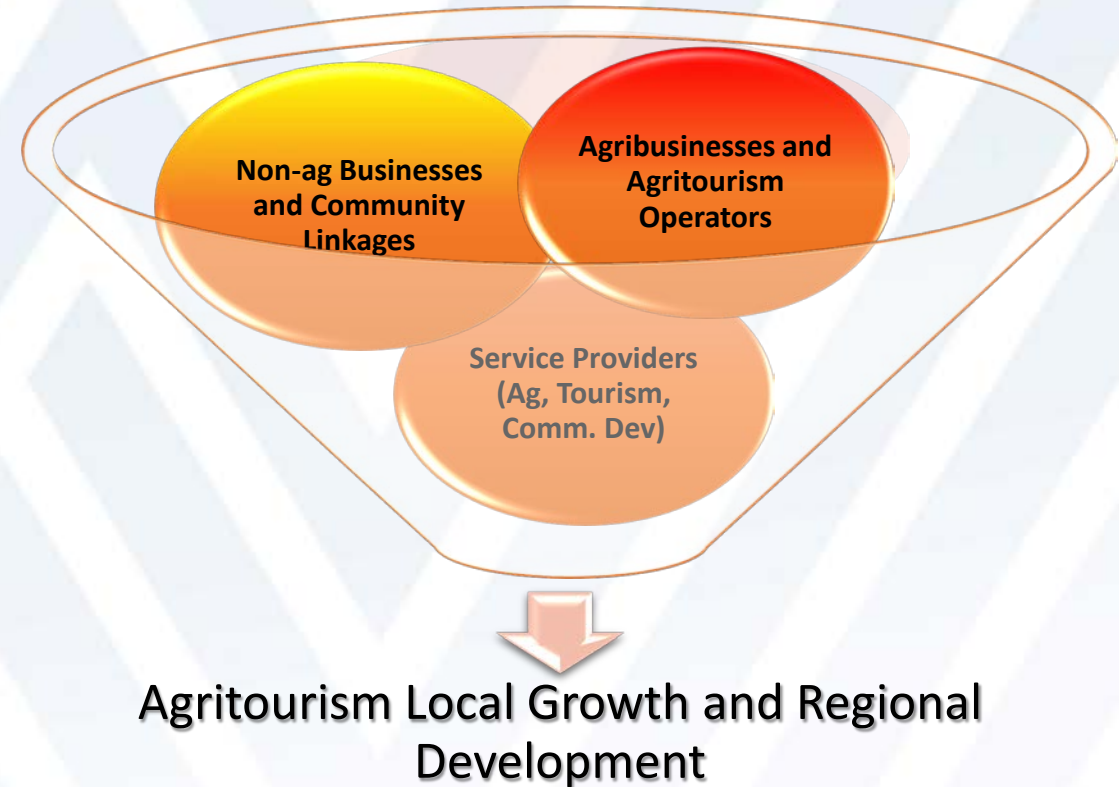 Non-ag Businesses
and Community
Linkages
Agribusinesses and
Agritourism
Operators
Service Providers
(Ag, Tourism,
Comm. Dev)
Agritourism Local Growth and Regional
Development